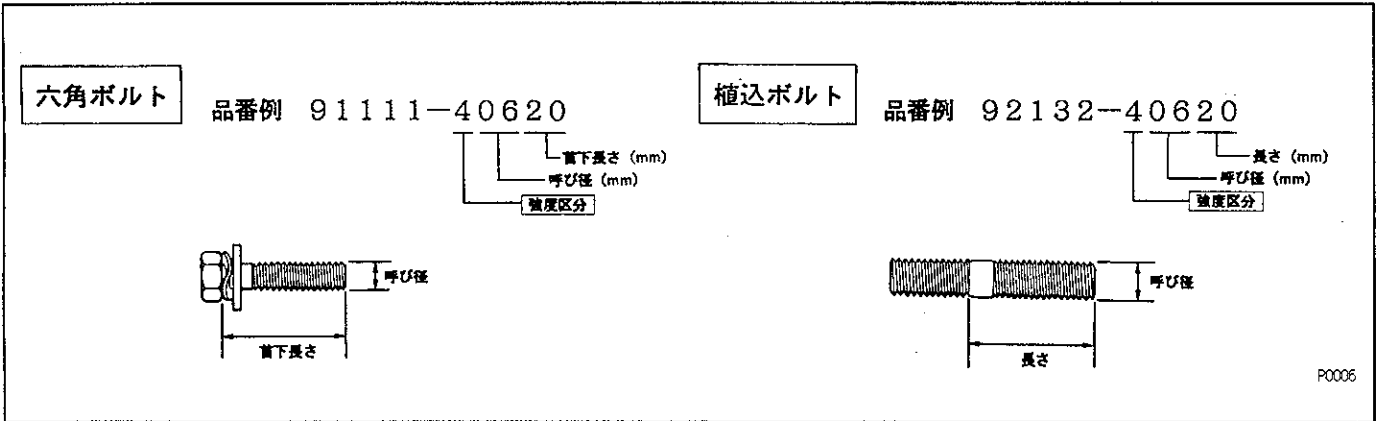 六角ボルト
品番例 91111-40620
首下長さ (mm)
呼び径 (mm)
強度区分
呼び径
首下長さ
植込ボルト
品番例 92132-40620
長さ (mm)
呼び径 (mm)
強度区分
呼び径
長さ
P0006